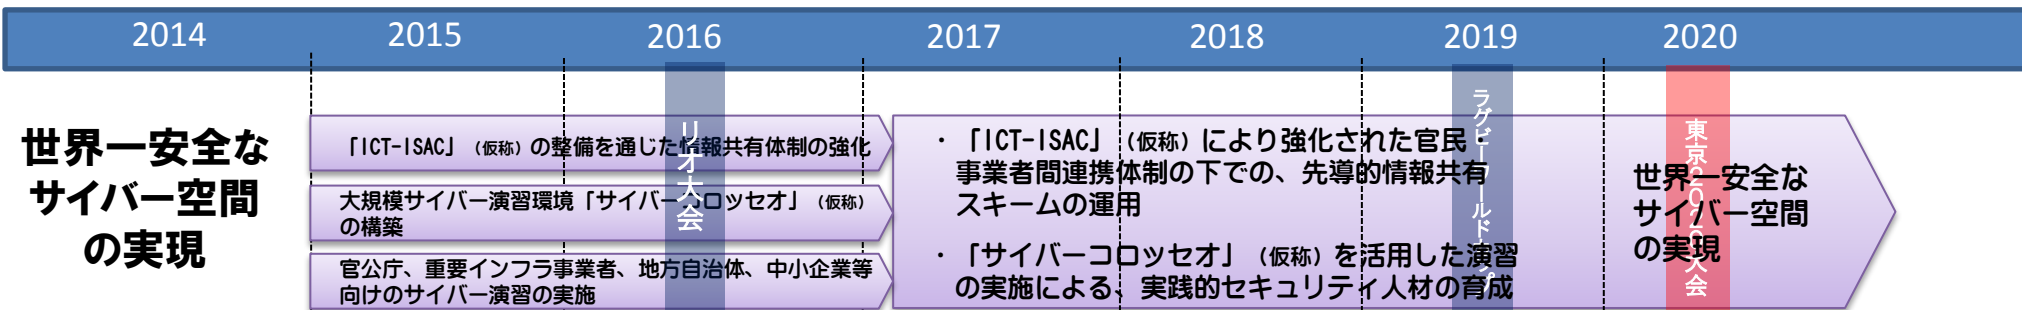 2014 2015 2016 2017 2018 2019 2020
世界一安全な
サイバー空間
の実現
「ICT-ISAC」（仮称）の整備を通じた情報共有体制の強化
大規模サイバー演習環境「サイバーコロッセオ」（仮称）
の構築
官公庁、重要インフラ事業者、地方自治体、中小企業等
向けのサイバー演習の実施
リオ大会
・「ICT-ISAC」（仮称）により強化された官民・
事業者間連携体制の下での、先導的情報共有
スキームの運用
・「サイバーコロッセオ」（仮称）を活用した演習
の実施による、実践的セキュリティ人材の育成
ラグビーワールドカップ
世界一安全な
サイバー空間
の実現
東京2020大会